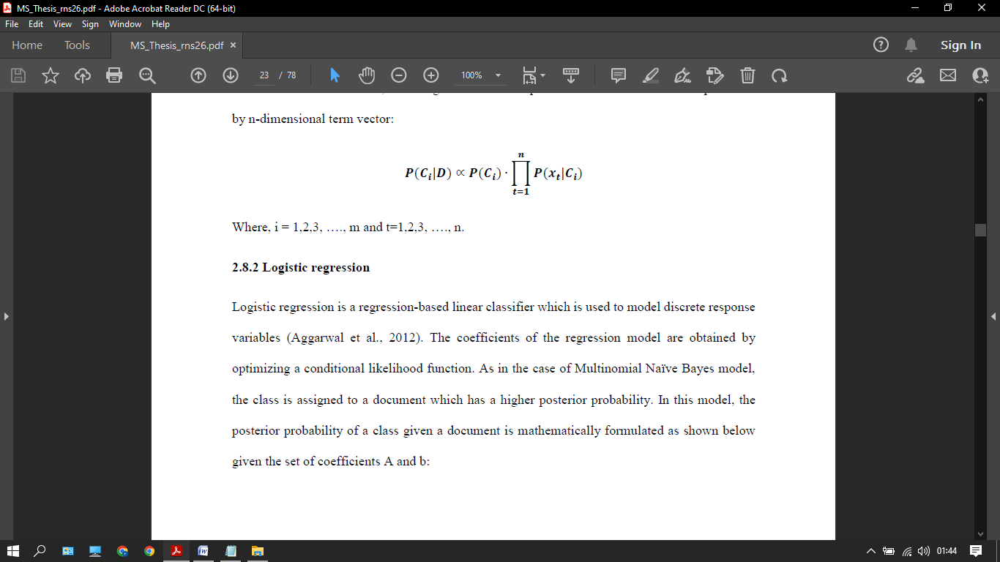 MS_Thesis_rns26.pdf - Adobe Acrobat Reader DC (64-bit)
File Edit View Sign Window Help
Home Tools MS_Thesis_rns26.pdf × Sign In
23 / 78 100%
by n-dimensional term vector:
P(C_i|D) ∝ P(C_i) · ∏_{t=1}^{n} P(x_t|C_i)
Where, i = 1,2,3, …., m and t=1,2,3, …., n.
2.8.2 Logistic regression
Logistic regression is a regression-based linear classifier which is used to model discrete response
variables (Aggarwal et al., 2012). The coefficients of the regression model are obtained by
optimizing a conditional likelihood function. As in the case of Multinomial Naïve Bayes model,
the class is assigned to a document which has a higher posterior probability. In this model, the
posterior probability of a class given a document is mathematically formulated as shown below
given the set of coefficients A and b:
01:44